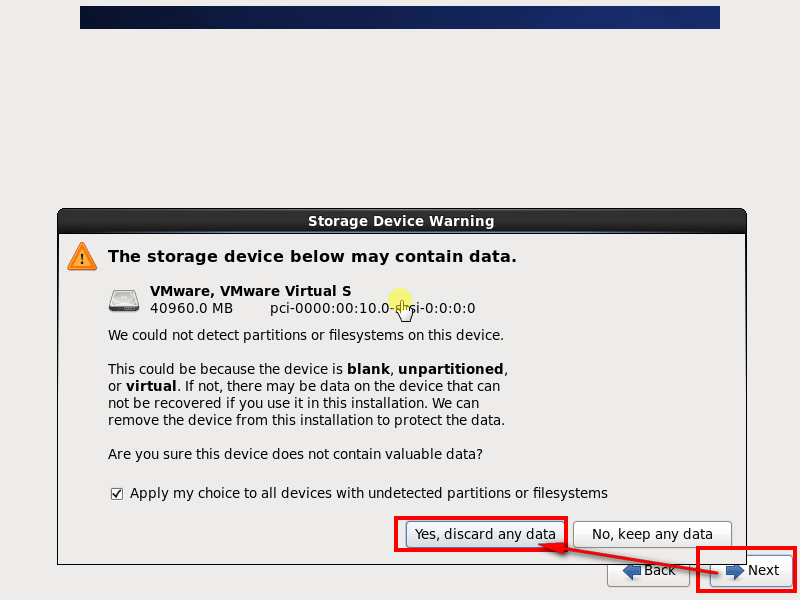 Storage Device Warning
The storage device below may contain data.
VMware, VMware Virtual S
40960.0 MB pci-0000:00:10.0-scsi-0:0:0:0
We could not detect partitions or filesystems on this device.
This could be because the device is blank, unpartitioned,
or virtual. If not, there may be data on the device that can
not be recovered if you use it in this installation. We can
remove the device from this installation to protect the data.
Are you sure this device does not contain valuable data?
Apply my choice to all devices with undetected partitions or filesystems
Yes, discard any data No, keep any data
Back Next